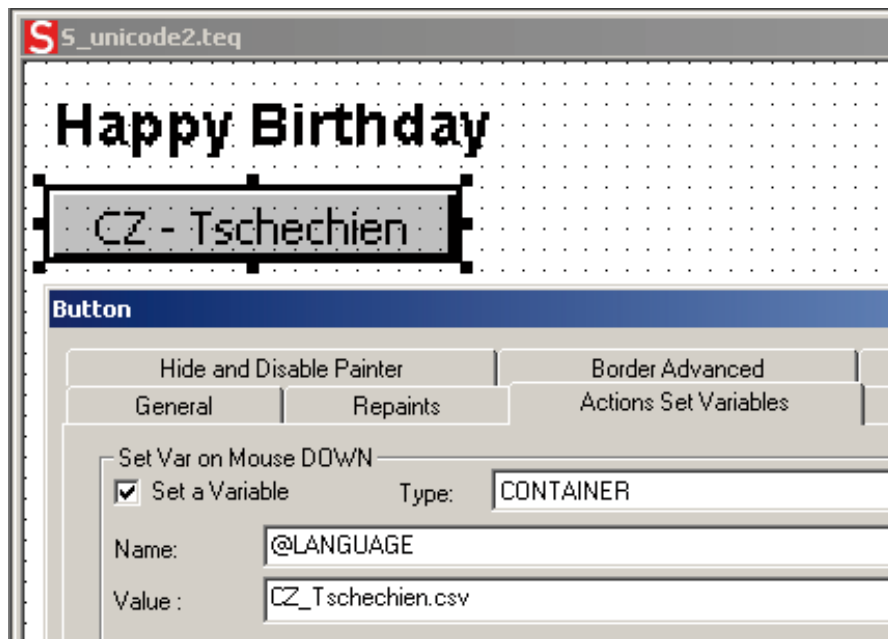 S S_unicode2.teq
Happy Birthday
CZ - Tschechien
Button
Hide and Disable Painter Border Advanced
General Repaints Actions Set Variables
Set Var on Mouse DOWN
Set a Variable Type: CONTAINER
Name: @LANGUAGE
Value : CZ_Tschechien.csv